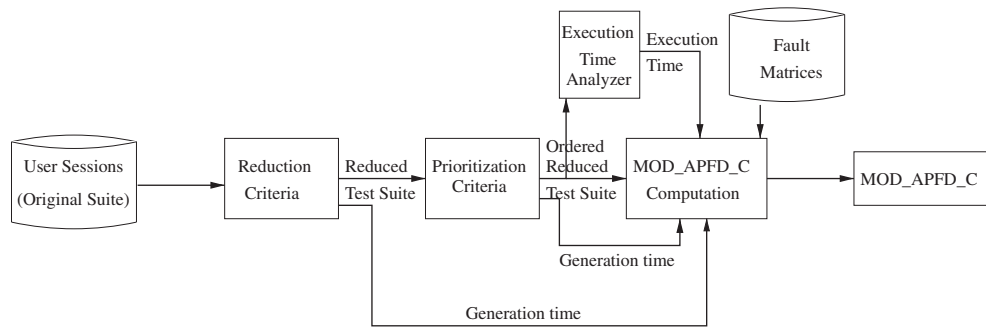 Execution
Time
Analyzer
Execution
Time
Fault
Matrices
User Sessions
(Original Suite)
Reduction
Criteria
Reduced
Test Suite
Prioritization
Criteria
Ordered
Reduced
Test Suite
MOD_APFD_C
Computation
MOD_APFD_C
Generation time
Generation time